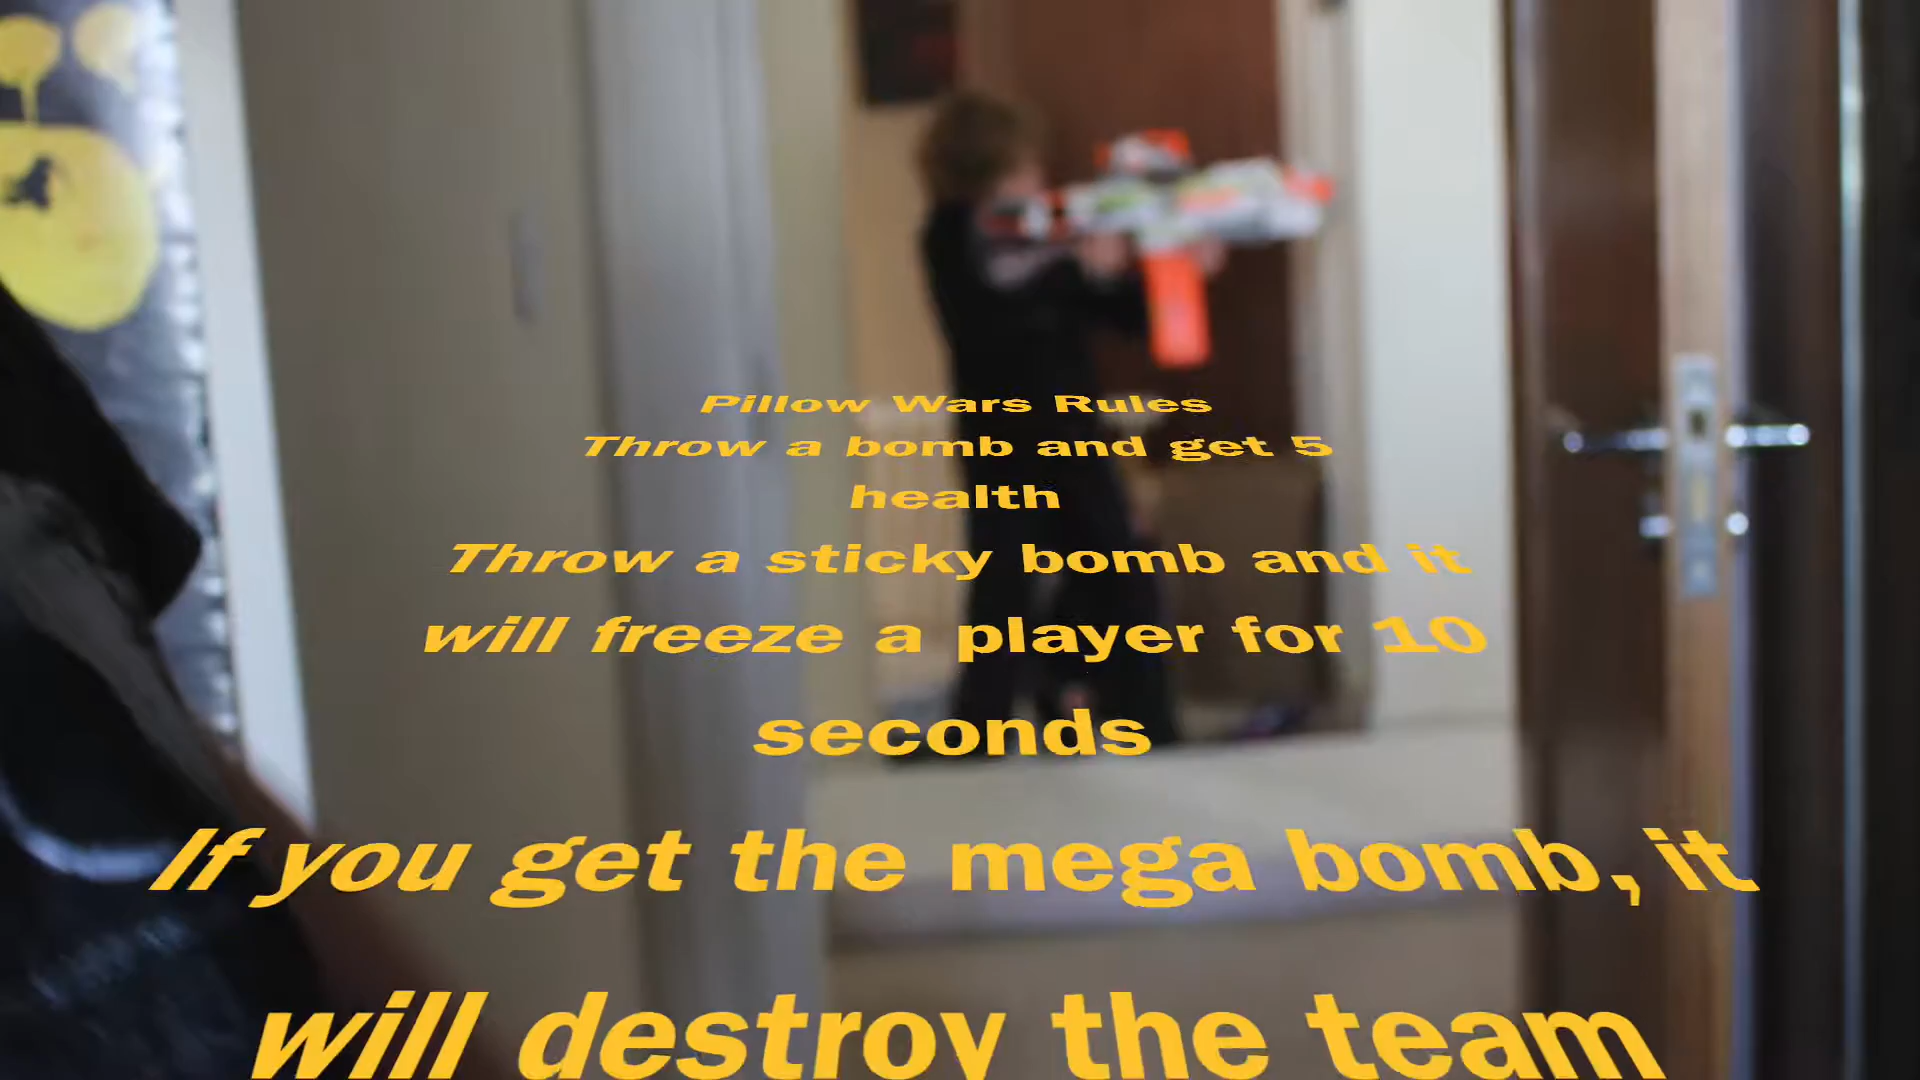 Pillow Wars Rules
Throw a bomb and get 5
health
Throw a sticky bomb and it
will freeze a player for 10
seconds
If you get the mega bomb, it
will destroy the team